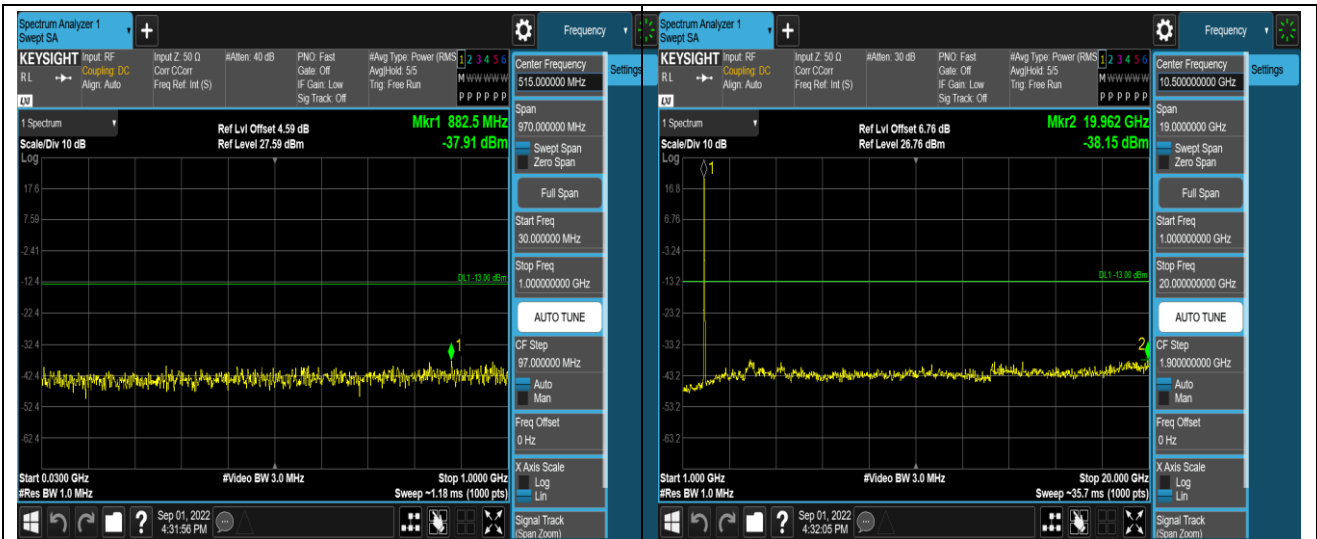 Spectrum Analyzer 1
Swept SA
+
Frequency
KEYSIGHT
RL
LXI
Input: RF
Coupling: DC
Align: Auto
Input Z: 50 Ω
Corr CCorr
Freq Ref: Int (S)
#Atten: 40 dB
PNO: Fast
Gate: Off
IF Gain: Low
Sig Track: Off
#Avg Type: Power (RMS
Avg|Hold: 5/5
Trig: Free Run
1 2 3 4 5 6
M W W W W W
P P P P P P
Center Frequency
515.000000 MHz
Settings
Span
970.000000 MHz
Swept Span
Zero Span
Full Span
Start Freq
30.000000 MHz
Stop Freq
1.000000000 GHz
AUTO TUNE
CF Step
97.000000 MHz
Auto
Man
Freq Offset
0 Hz
X Axis Scale
Log
Lin
Signal Track
(Span Zoom)
1 Spectrum
Scale/Div 10 dB
Log
Ref Lvl Offset 4.59 dB
Ref Level 27.59 dBm
Mkr1 882.5 MHz
-37.91 dBm
17.6
7.59
-2.41
-12.4
DL1 -13.00 dBm
-22.4
-32.4
1
-42.4
-52.4
-62.4
Start 0.0300 GHz
#Res BW 1.0 MHz
#Video BW 3.0 MHz
Stop 1.0000 GHz
Sweep ~1.18 ms (1000 pts)
?
Sep 01, 2022
4:31:56 PM
Spectrum Analyzer 1
Swept SA
+
Frequency
KEYSIGHT
RL
LXI
Input: RF
Coupling: DC
Align: Auto
Input Z: 50 Ω
Corr CCorr
Freq Ref: Int (S)
#Atten: 30 dB
PNO: Fast
Gate: Off
IF Gain: Low
Sig Track: Off
#Avg Type: Power (RMS
Avg|Hold: 5/5
Trig: Free Run
1 2 3 4 5 6
M W W W W W
P P P P P P
Center Frequency
10.50000000 GHz
Settings
Span
19.0000000 GHz
Swept Span
Zero Span
Full Span
Start Freq
1.000000000 GHz
Stop Freq
20.00000000 GHz
AUTO TUNE
CF Step
1.900000000 GHz
Auto
Man
Freq Offset
0 Hz
X Axis Scale
Log
Lin
Signal Track
(Span Zoom)
1 Spectrum
Scale/Div 10 dB
Log
Ref Lvl Offset 6.76 dB
Ref Level 26.76 dBm
Mkr2 19.962 GHz
-38.15 dBm
1
16.8
6.76
-3.24
DL1 -13.00 dBm
-13.2
-23.2
-33.2
2
-43.2
-53.2
-63.2
Start 1.000 GHz
#Res BW 1.0 MHz
#Video BW 3.0 MHz
Stop 20.000 GHz
Sweep ~35.7 ms (1000 pts)
?
Sep 01, 2022
4:32:05 PM